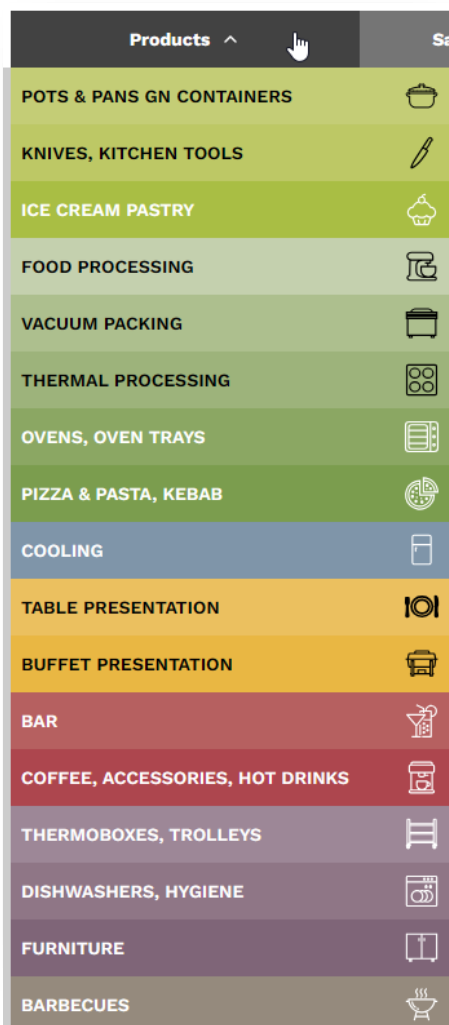 Products
Sa
POTS & PANS GN CONTAINERS
KNIVES, KITCHEN TOOLS
ICE CREAM PASTRY
FOOD PROCESSING
VACUUM PACKING
THERMAL PROCESSING
OVENS, OVEN TRAYS
PIZZA & PASTA, KEBAB
COOLING
TABLE PRESENTATION
BUFFET PRESENTATION
BAR
COFFEE, ACCESSORIES, HOT DRINKS
THERMOBOXES, TROLLEYS
DISHWASHERS, HYGIENE
FURNITURE
BARBECUES